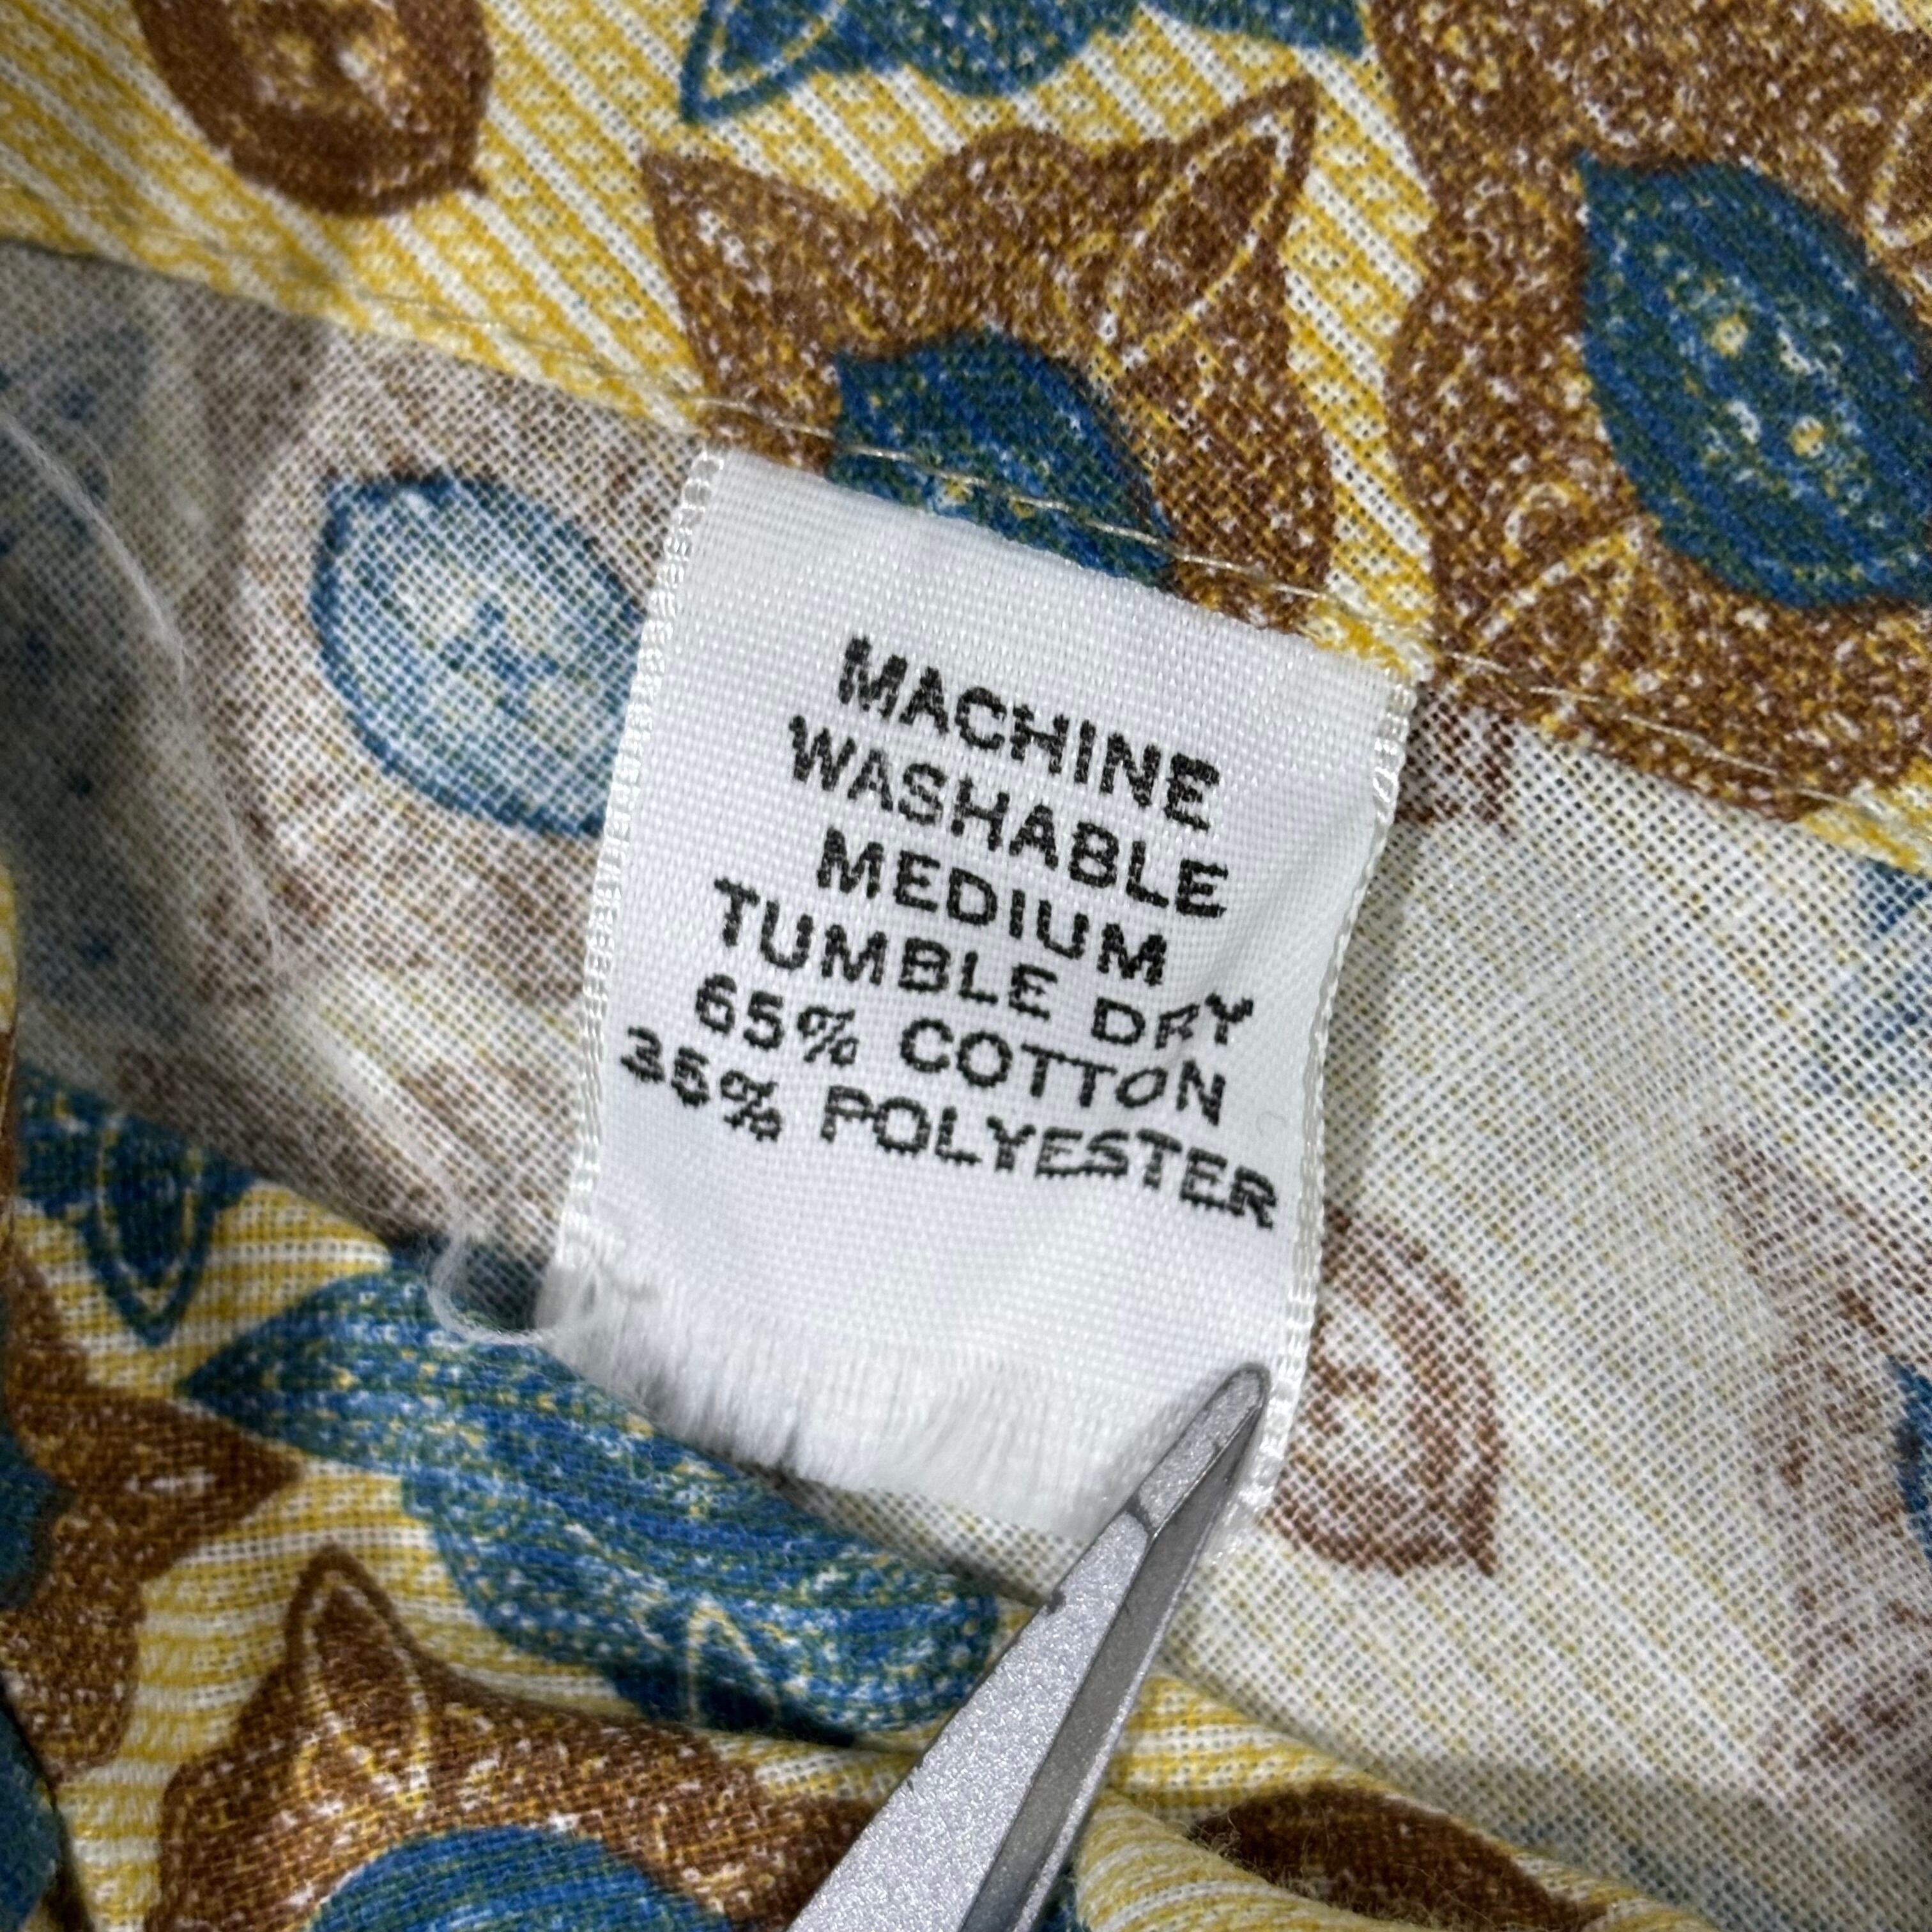 MACHINE
WASHABLE
MEDIUM
TUMBLE DRY
65% COTTON
35% POLYESTER